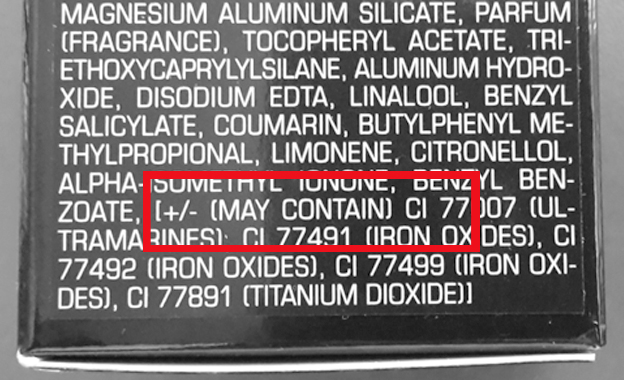 MAGNESIUM ALUMINUM SILICATE, PARFUM
(FRAGRANCE), TOCOPHERYL ACETATE, TRI-
ETHOXYCAPRYLYLSILANE, ALUMINUM HYDRO-
XIDE, DISODIUM EDTA, LINALOOL, BENZYL
SALICYLATE, COUMARIN, BUTYLPHENYL ME-
THYLPROPIONAL, LIMONENE, CITRONELLOL,
ALPHA-ISOMETHYL IONONE, BENZYL BEN-
ZOATE, [+/- (MAY CONTAIN) CI 77007 (UL-
TRAMARINES), CI 77491 (IRON OXIDES), CI
77492 (IRON OXIDES), CI 77499 (IRON OXI-
DES), CI 77891 (TITANIUM DIOXIDE)]